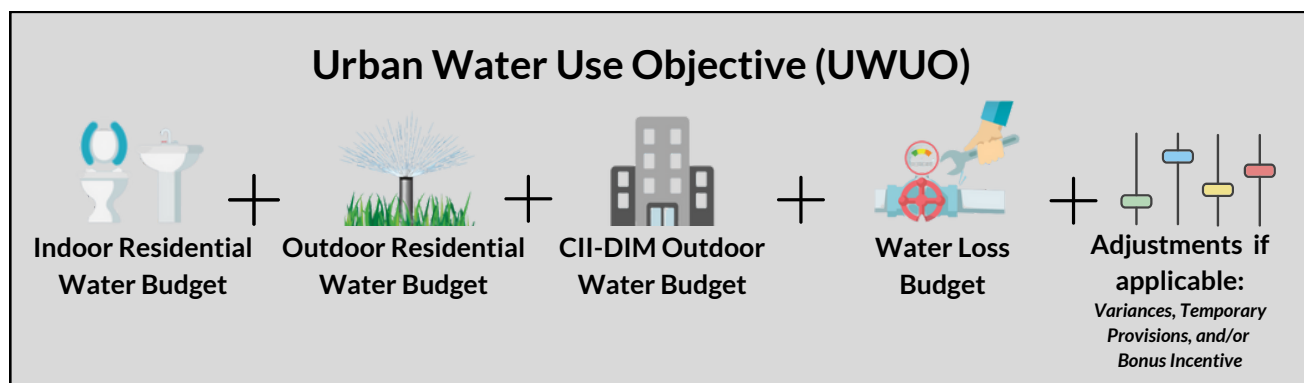 Urban Water Use Objective (UWUO)
Indoor Residential
Water Budget
Outdoor Residential
Water Budget
CII-DIM Outdoor
Water Budget
Water Loss
Budget
Adjustments if
applicable:
Variances, Temporary
Provisions, and/or
Bonus Incentive